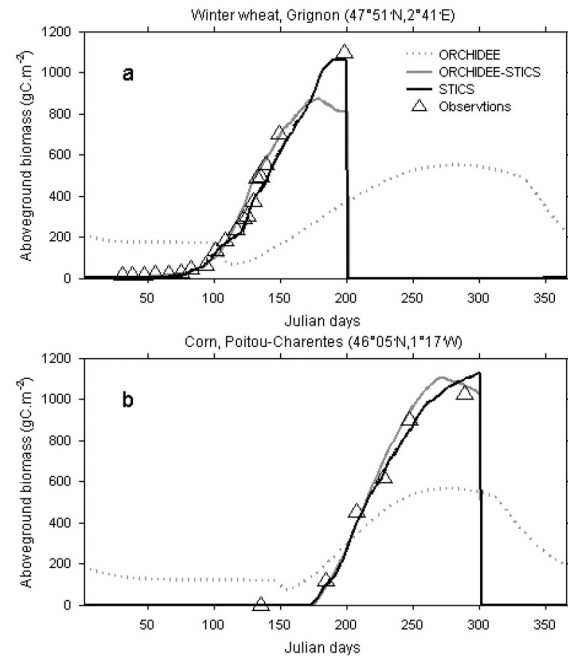 Winter wheat, Grignon (47°51'N,2°41'E)
1200
1000
800
600
400
200
0
Aboveground biomass (gC.m⁻²)
a
ORCHIDEE
ORCHIDEE-STICS
STICS
Observtions
50 100 150 200 250 300 350
Julian days
Corn, Poitou-Charentes (46°05'N,1°17'W)
1200
1000
800
600
400
200
0
Aboveground biomass (gC.m⁻²)
b
50 100 150 200 250 300 350
Julian days